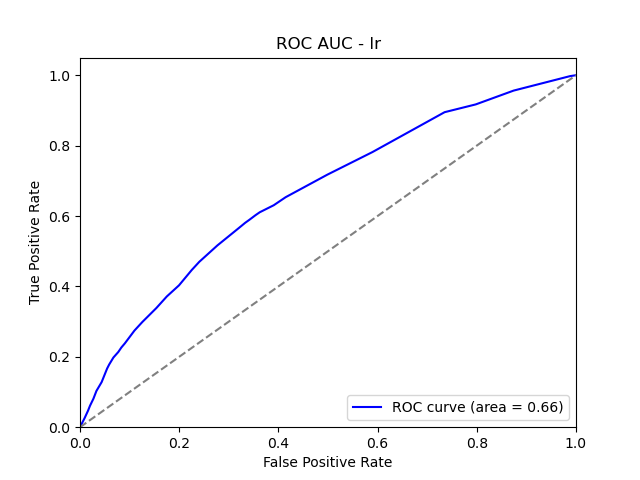 ROC AUC - lr
1.0
0.8
0.6
0.4
0.2
0.0
True Positive Rate
ROC curve (area = 0.66)
0.0 0.2 0.4 0.6 0.8 1.0
False Positive Rate